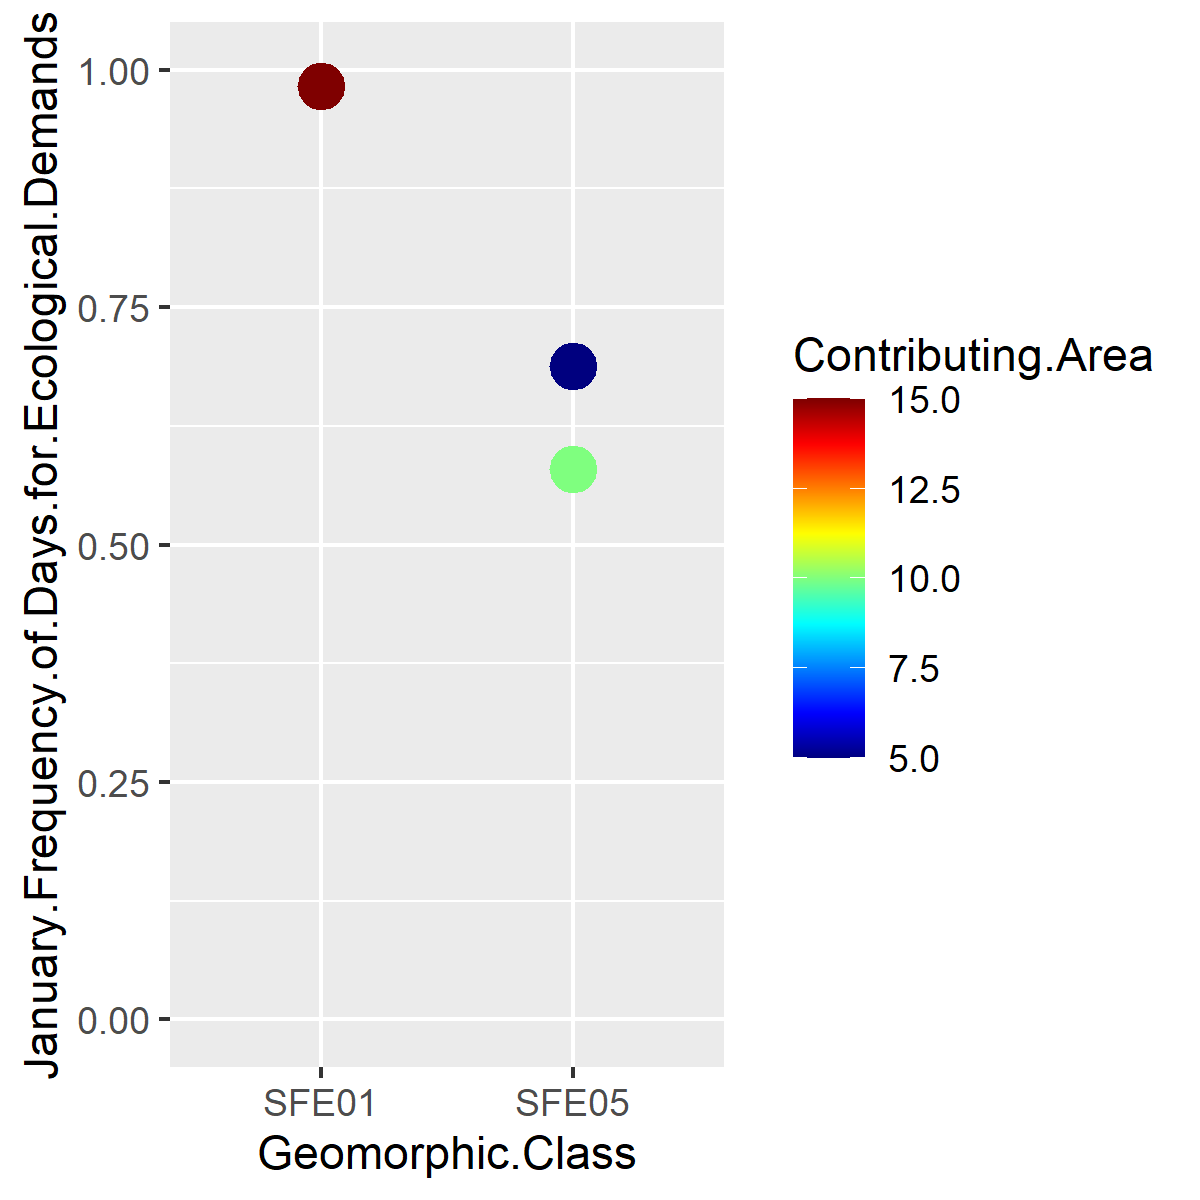 January.Frequency.of.Days.for.Ecological.Demands
1.00
0.75
0.50
0.25
0.00
SFE01
SFE05
Geomorphic.Class
Contributing.Area
15.0
12.5
10.0
7.5
5.0